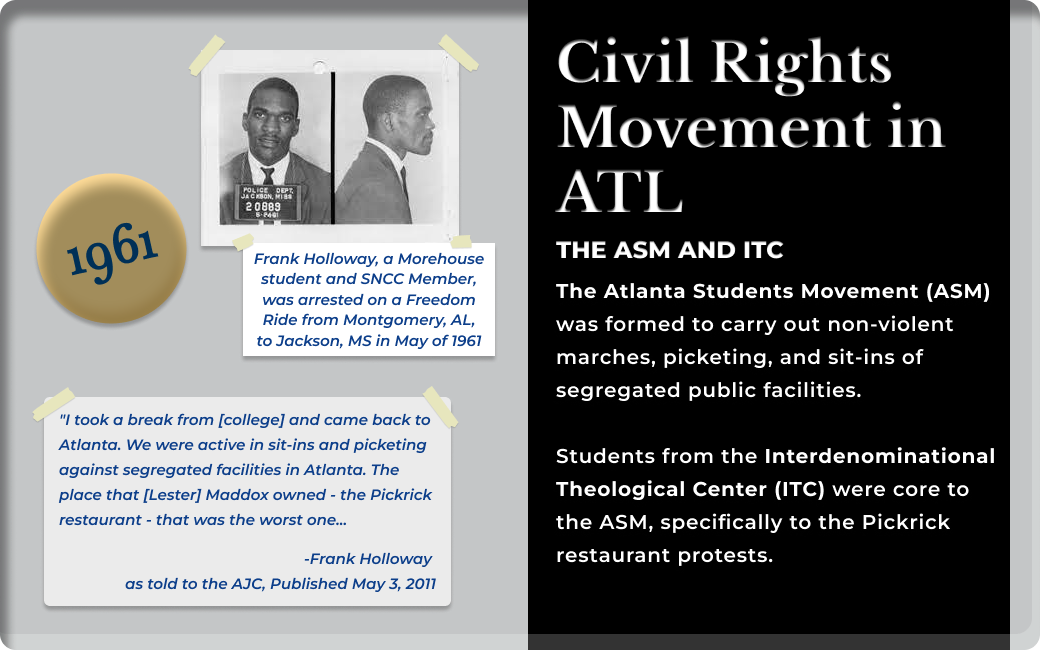 1961
POLICE DEPT.
JACKSON, MISS
20889
Frank Holloway, a Morehouse
student and SNCC Member,
was arrested on a Freedom
Ride from Montgomery, AL,
to Jackson, MS in May of 1961
"I took a break from [college] and came back to
Atlanta. We were active in sit-ins and picketing
against segregated facilities in Atlanta. The
place that [Lester] Maddox owned - the Pickrick
restaurant - that was the worst one...
-Frank Holloway
as told to the AJC, Published May 3, 2011
Civil Rights
Movement in
ATL
THE ASM AND ITC
The Atlanta Students Movement (ASM)
was formed to carry out non-violent
marches, picketing, and sit-ins of
segregated public facilities.
Students from the Interdenominational
Theological Center (ITC) were core to
the ASM, specifically to the Pickrick
restaurant protests.